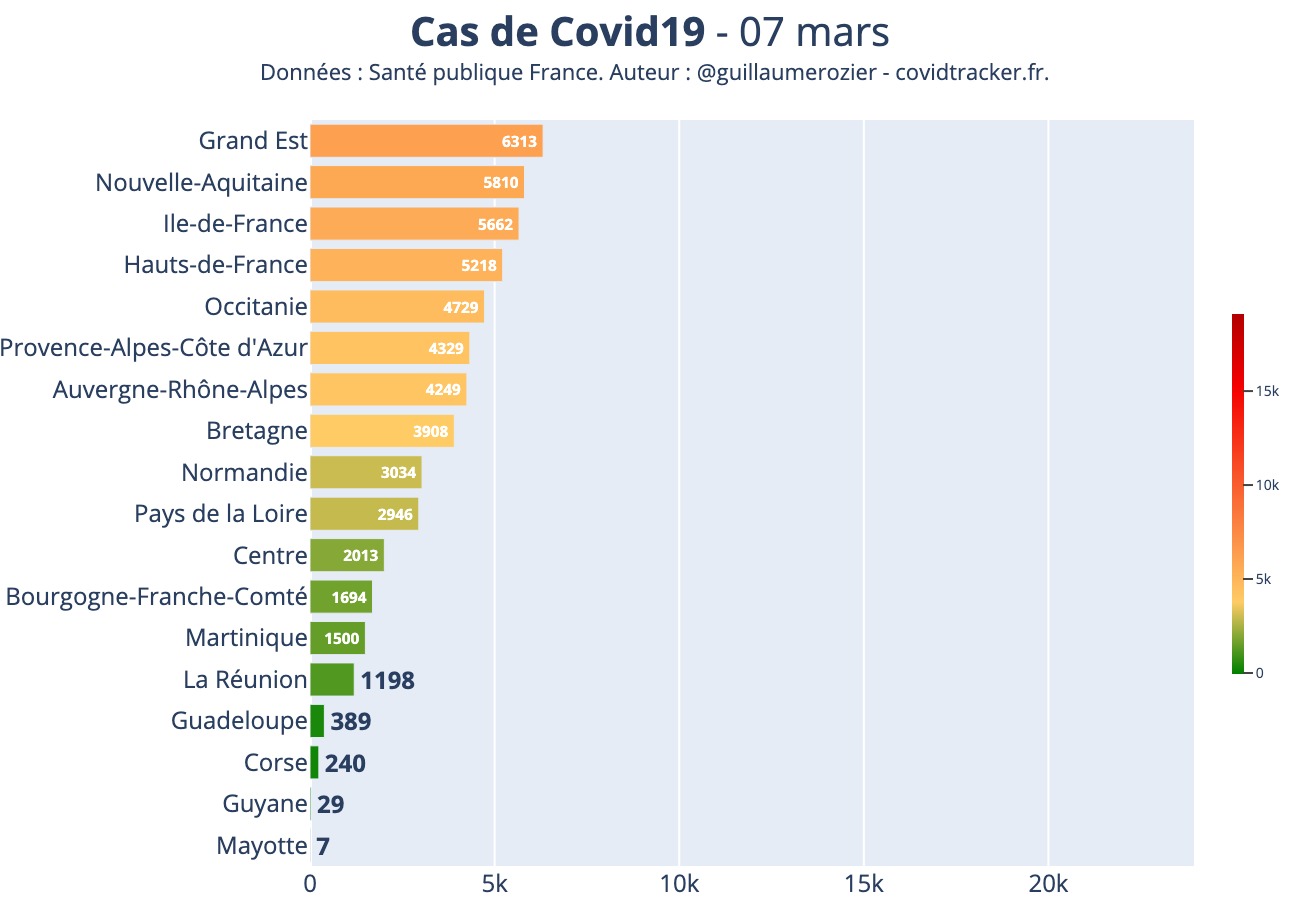 Cas de Covid19 - 07 mars
Données : Santé publique France. Auteur : @guillaumerozier - covidtracker.fr.
Grand Est 6313
Nouvelle-Aquitaine 5810
Ile-de-France 5662
Hauts-de-France 5218
Occitanie 4729
Provence-Alpes-Côte d'Azur 4329
Auvergne-Rhône-Alpes 4249
Bretagne 3908
Normandie 3034
Pays de la Loire 2946
Centre 2013
Bourgogne-Franche-Comté 1694
Martinique 1500
La Réunion 1198
Guadeloupe 389
Corse 240
Guyane 29
Mayotte 7
0 5k 10k 15k 20k
15k
10k
5k
0